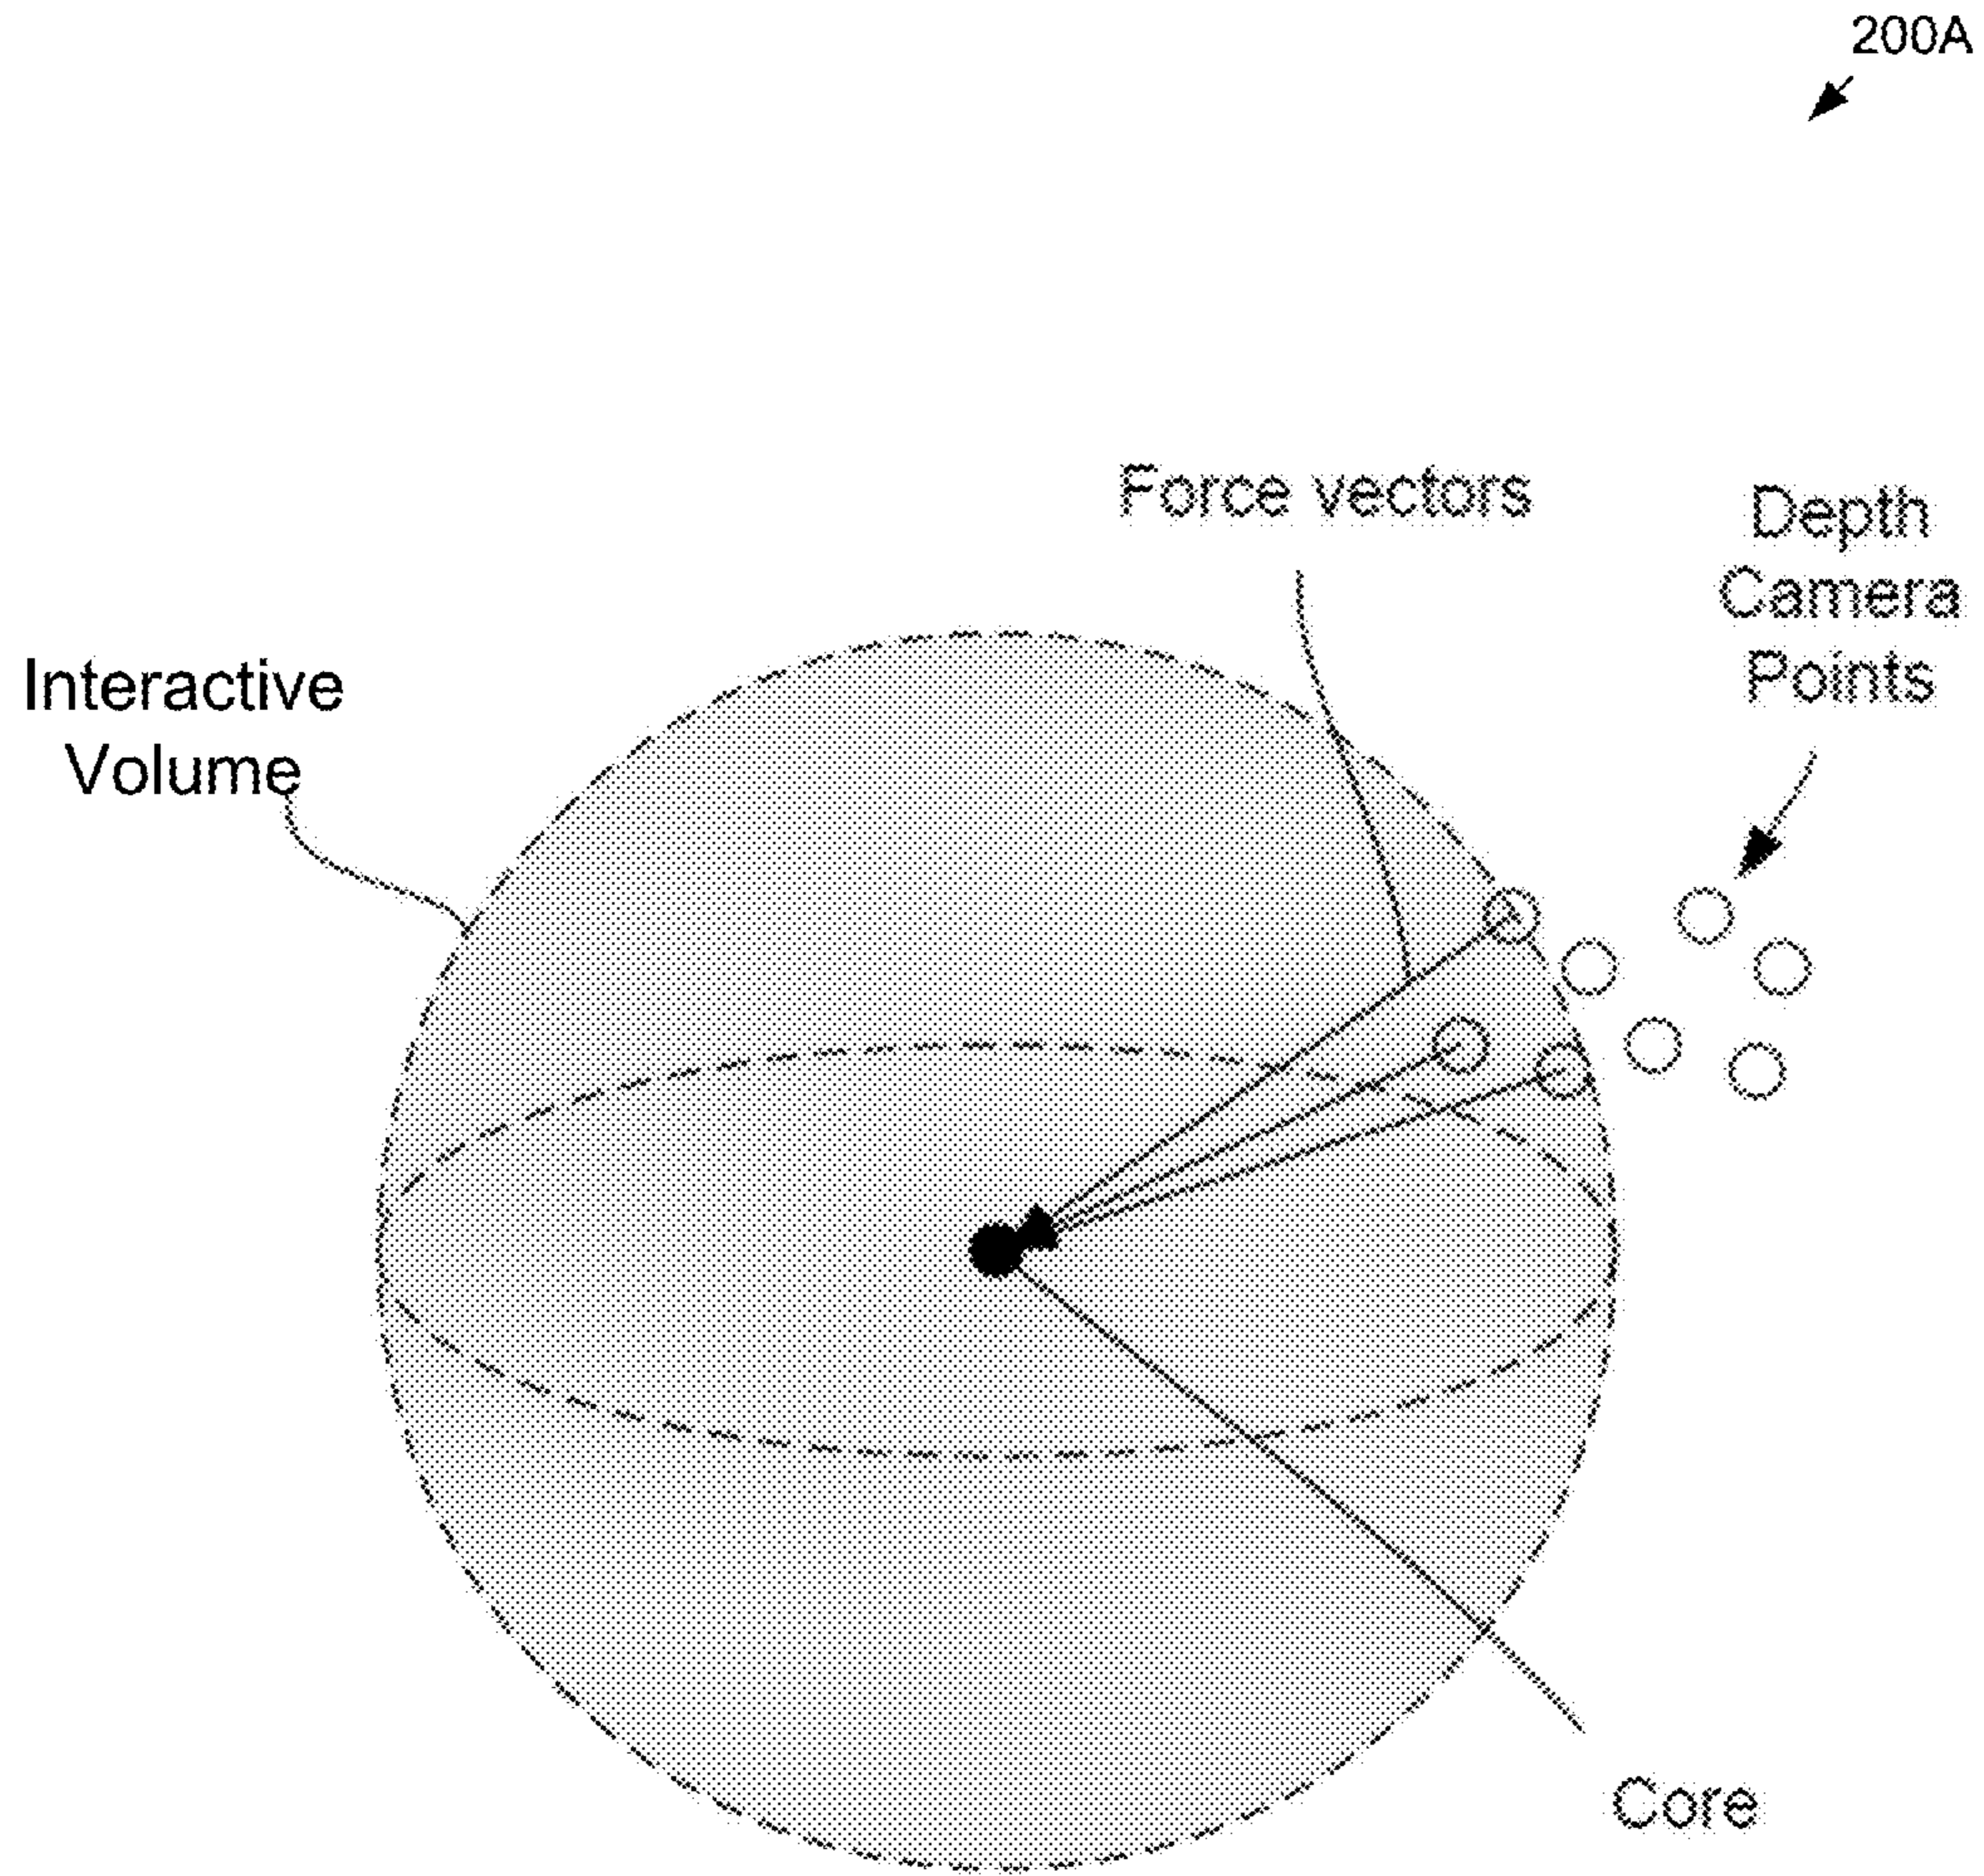 200A
Force vectors
Depth
Camera
Points
Interactive
Volume
Core